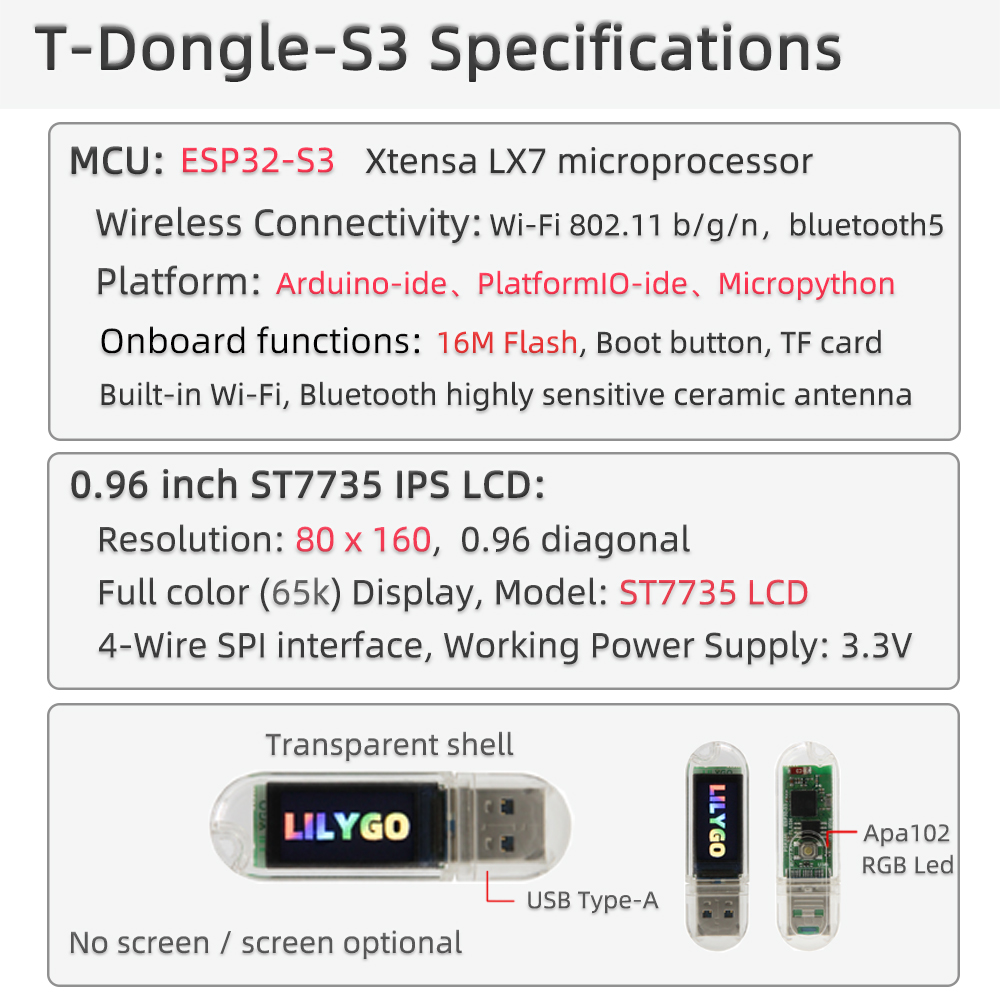 T-Dongle-S3 Specifications
MCU: ESP32-S3 Xtensa LX7 microprocessor
Wireless Connectivity: Wi-Fi 802.11 b/g/n, bluetooth5
Platform: Arduino-ide、PlatformIO-ide、Micropython
Onboard functions: 16M Flash, Boot button, TF card
Built-in Wi-Fi, Bluetooth highly sensitive ceramic antenna
0.96 inch ST7735 IPS LCD:
Resolution: 80 x 160, 0.96 diagonal
Full color (65k) Display, Model: ST7735 LCD
4-Wire SPI interface, Working Power Supply: 3.3V
Transparent shell
LILYGO
LILYGO
Apa102
RGB Led
USB Type-A
No screen / screen optional